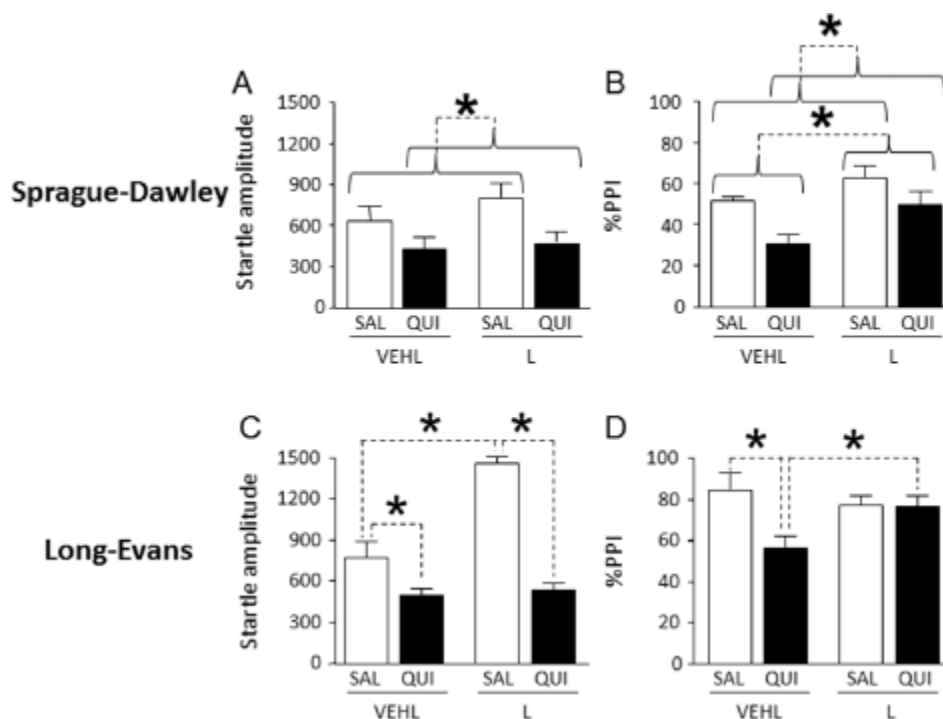 Sprague-Dawley
A
Startle amplitude
1500
1200
900
600
300
0
SAL QUI SAL QUI
VEHL L
*
B
%PPI
100
80
60
40
20
0
SAL QUI SAL QUI
VEHL L
*
*
Long-Evans
C
Startle amplitude
1500
1200
900
600
300
0
SAL QUI SAL QUI
VEHL L
*
*
*
D
%PPI
100
80
60
40
20
0
SAL QUI SAL QUI
VEHL L
*
*